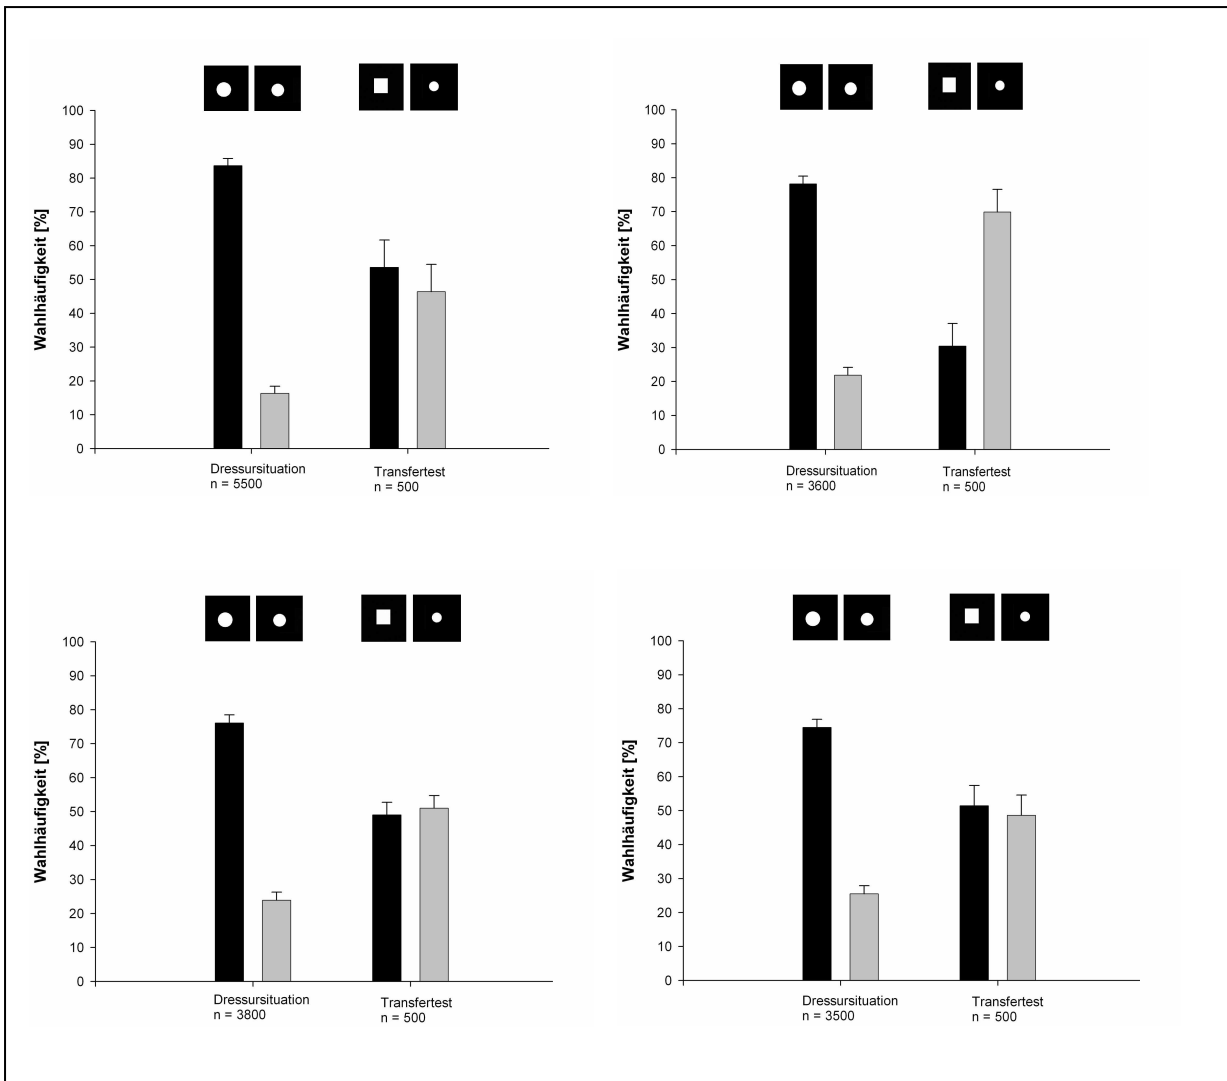 100
90
80
70
60
50
40
30
20
10
0
Wahlhäufigkeit [%]
Dressursituation
n = 5500
Transfertest
n = 500
100
90
80
70
60
50
40
30
20
10
0
Wahlhäufigkeit [%]
Dressursituation
n = 3600
Transfertest
n = 500
100
90
80
70
60
50
40
30
20
10
0
Wahlhäufigkeit [%]
Dressursituation
n = 3800
Transfertest
n = 500
100
90
80
70
60
50
40
30
20
10
0
Wahlhäufigkeit [%]
Dressursituation
n = 3500
Transfertest
n = 500